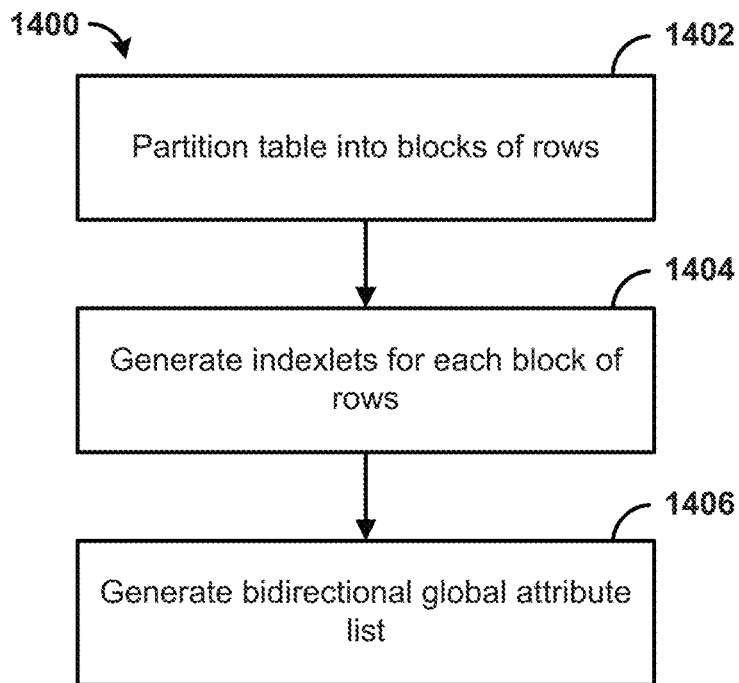 1400
1402
Partition table into blocks of rows
1404
Generate indexlets for each block of
rows
1406
Generate bidirectional global attribute
list